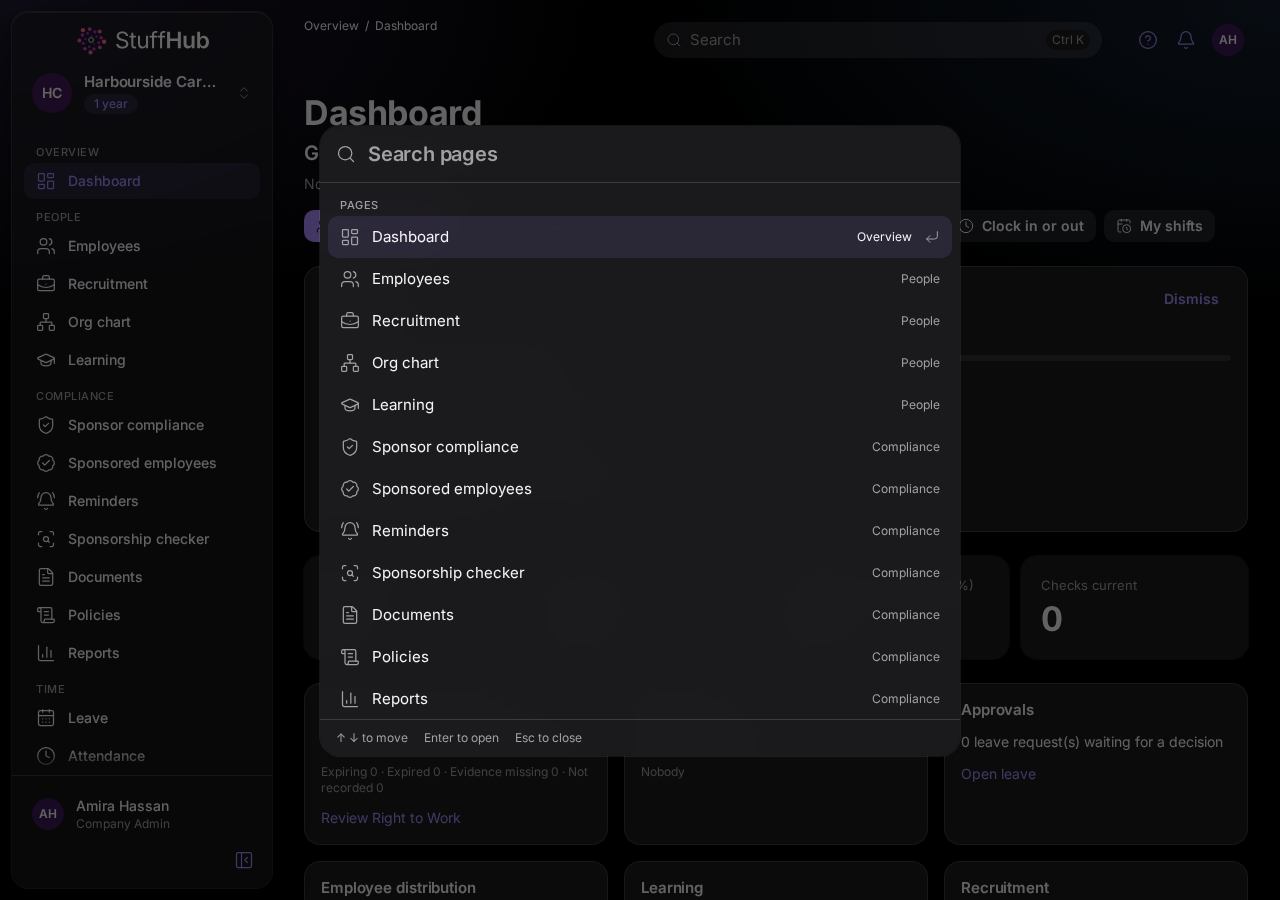 StuffHub
HC
Harbourside Car...
1 year
OVERVIEW
Dashboard
PEOPLE
Employees
Recruitment
Org chart
Learning
COMPLIANCE
Sponsor compliance
Sponsored employees
Reminders
Sponsorship checker
Documents
Policies
Reports
TIME
Leave
Attendance
AH
Amira Hassan
Company Admin
Overview / Dashboard
Search
Ctrl K
AH
Dashboard
Clock in or out
My shifts
Dismiss
Search pages
PAGES
Dashboard Overview
Employees People
Recruitment People
Org chart People
Learning People
Sponsor compliance Compliance
Sponsored employees Compliance
Reminders Compliance
Sponsorship checker Compliance
Documents Compliance
Policies Compliance
Reports Compliance
↑ ↓ to move Enter to open Esc to close
%)
Checks current
0
Expiring 0 · Expired 0 · Evidence missing 0 · Not
recorded 0
Review Right to Work
Nobody
Approvals
0 leave request(s) waiting for a decision
Open leave
Employee distribution
Learning
Recruitment